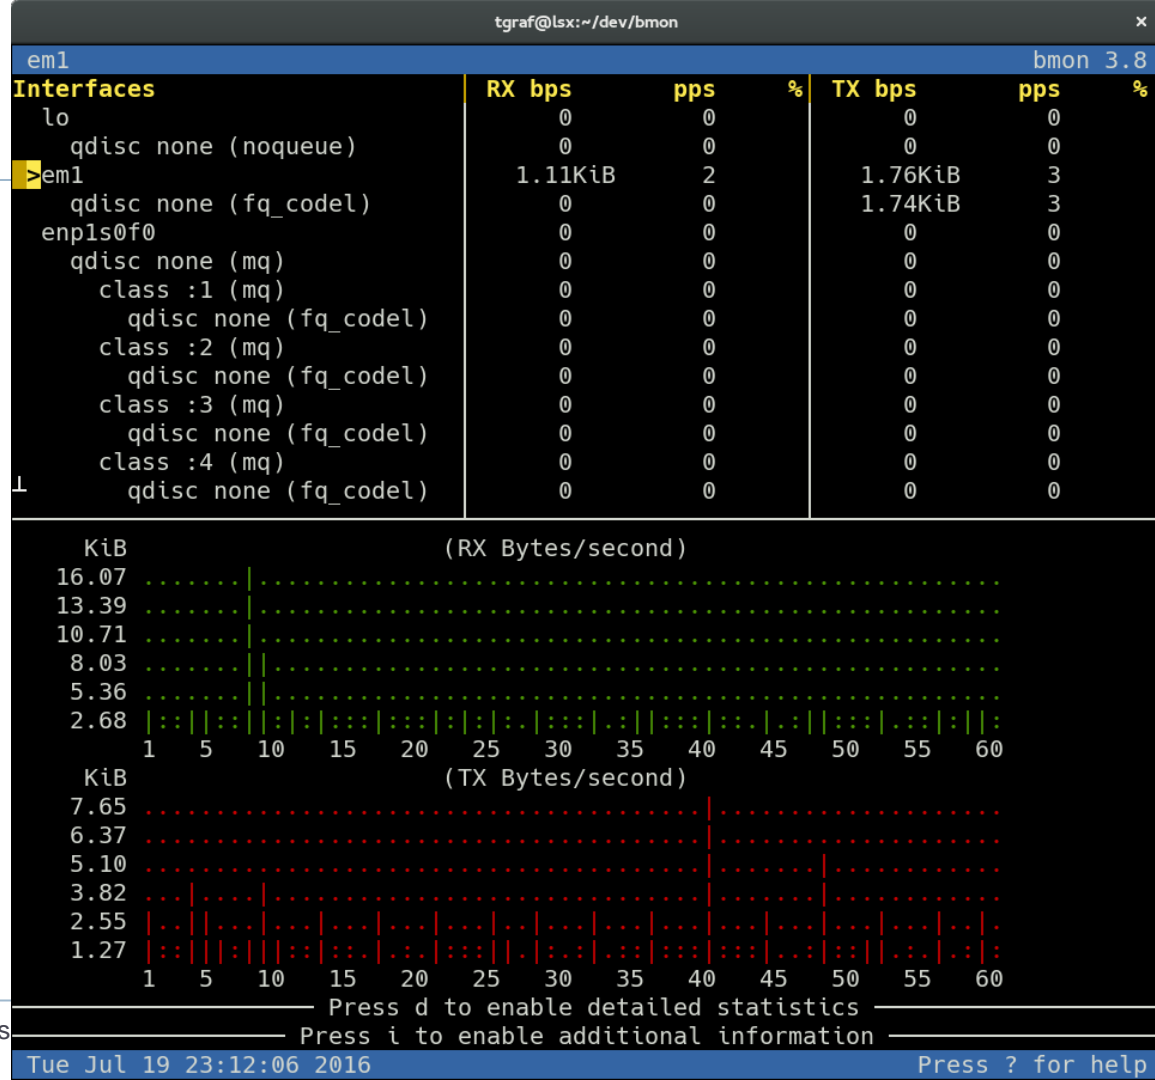 tgraf@lsx:~/dev/bmon ×
em1 bmon 3.8
Interfaces RX bps pps % TX bps pps %
lo 0 0 0 0
qdisc none (noqueue) 0 0 0 0
>em1 1.11KiB 2 1.76KiB 3
qdisc none (fq_codel) 0 0 1.74KiB 3
enp1s0f0 0 0 0 0
qdisc none (mq) 0 0 0 0
class :1 (mq) 0 0 0 0
qdisc none (fq_codel) 0 0 0 0
class :2 (mq) 0 0 0 0
qdisc none (fq_codel) 0 0 0 0
class :3 (mq) 0 0 0 0
qdisc none (fq_codel) 0 0 0 0
class :4 (mq) 0 0 0 0
qdisc none (fq_codel) 0 0 0 0
KiB (RX Bytes/second)
16.07
13.39
10.71
8.03
5.36
2.68
1 5 10 15 20 25 30 35 40 45 50 55 60
KiB (TX Bytes/second)
7.65
6.37
5.10
3.82
2.55
1.27
1 5 10 15 20 25 30 35 40 45 50 55 60
Press d to enable detailed statistics
s Press i to enable additional information
Tue Jul 19 23:12:06 2016 Press ? for help